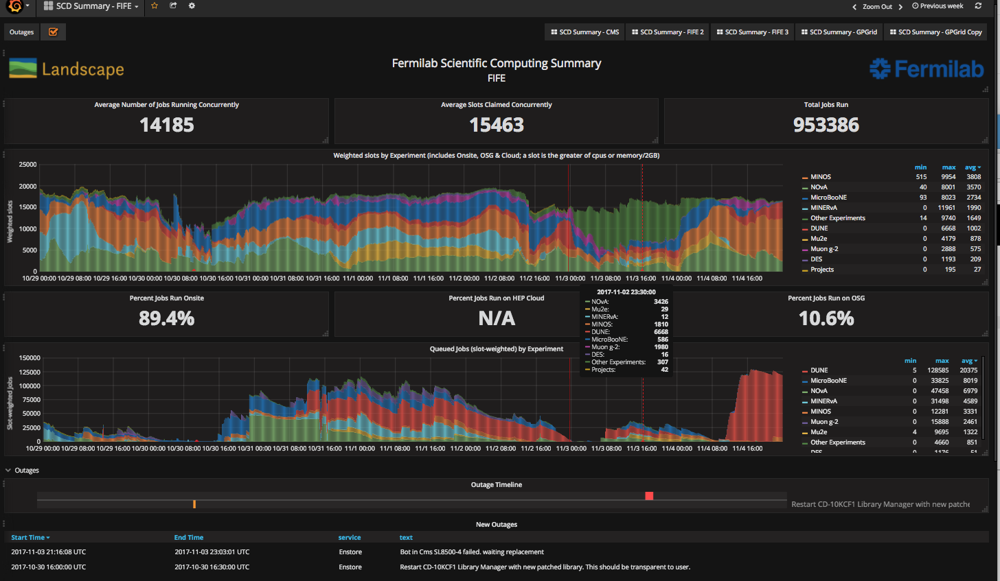 SCD Summary - FIFE
Zoom Out
Previous week
Outages
SCD Summary - CMS
SCD Summary - FIFE 2
SCD Summary - FIFE 3
SCD Summary - GPGrid
SCD Summary - GPGrid Copy
Landscape
Fermilab Scientific Computing Summary
FIFE
Fermilab
Average Number of Jobs Running Concurrently
14185
Average Slots Claimed Concurrently
15463
Total Jobs Run
953386
Weighted slots by Experiment (includes Onsite, OSG & Cloud; a slot is the greater of cpus or memory/2GB)
Weighted slots
25000
20000
15000
10000
5000
0
10/29 00:00 10/29 08:00 10/29 16:00 10/30 00:00 10/30 08:00 10/30 16:00 10/31 00:00 10/31 08:00 10/31 16:00 11/1 00:00 11/1 08:00 11/1 16:00 11/2 00:00 11/2 08:00 11/2 16:00 11/3 00:00 11/3 08:00 11/3 16:00 11/4 00:00 11/4 08:00 11/4 16:00
min max avg
MINOS 515 9954 3808
NOvA 40 8001 3570
MicroBooNE 93 8023 2734
MINERvA 0 11961 1990
Other Experiments 14 9740 1649
DUNE 0 6668 1002
Mu2e 0 4179 878
Muon g-2 0 2888 575
DES 0 1193 209
Projects 0 195 27
Percent Jobs Run Onsite
89.4%
Percent Jobs Run on HEP Cloud
N/A
Percent Jobs Run on OSG
10.6%
2017-11-02 23:30:00
NOvA: 3426
Mu2e: 29
MINERvA: 12
MINOS: 1810
DUNE: 6668
MicroBooNE: 586
Muon g-2: 1980
DES: 16
Other Experiments: 307
Projects: 42
Queued Jobs (slot-weighted) by Experiment
Slot-weighted Jobs
150000
125000
100000
75000
50000
25000
0
10/29 00:00 10/29 08:00 10/29 16:00 10/30 00:00 10/30 08:00 10/30 16:00 10/31 00:00 10/31 08:00 10/31 16:00 11/1 00:00 11/1 08:00 11/1 16:00 11/2 00:00 11/2 08:00 11/2 16:00 11/3 00:00 11/3 08:00 11/3 16:00 11/4 00:00 11/4 08:00 11/4 16:00
min max avg
DUNE 5 128585 20375
MicroBooNE 0 33825 8019
NOvA 0 47458 6979
MINERvA 0 31498 4589
MINOS 0 12281 3331
Muon g-2 0 15888 2461
Mu2e 4 9695 1322
Other Experiments 0 4660 851
DES 0 1176 51
Outages
Outage Timeline
Restart CD-10KCF1 Library Manager with new patche
New Outages
Start Time End Time service text
2017-11-03 21:16:08 UTC 2017-11-03 23:03:01 UTC Enstore Bot in Cms SL8500-4 failed. waiting replacement
2017-10-30 16:00:00 UTC 2017-10-30 16:30:00 UTC Enstore Restart CD-10KCF1 Library Manager with new patched library. This should be transparent to user.